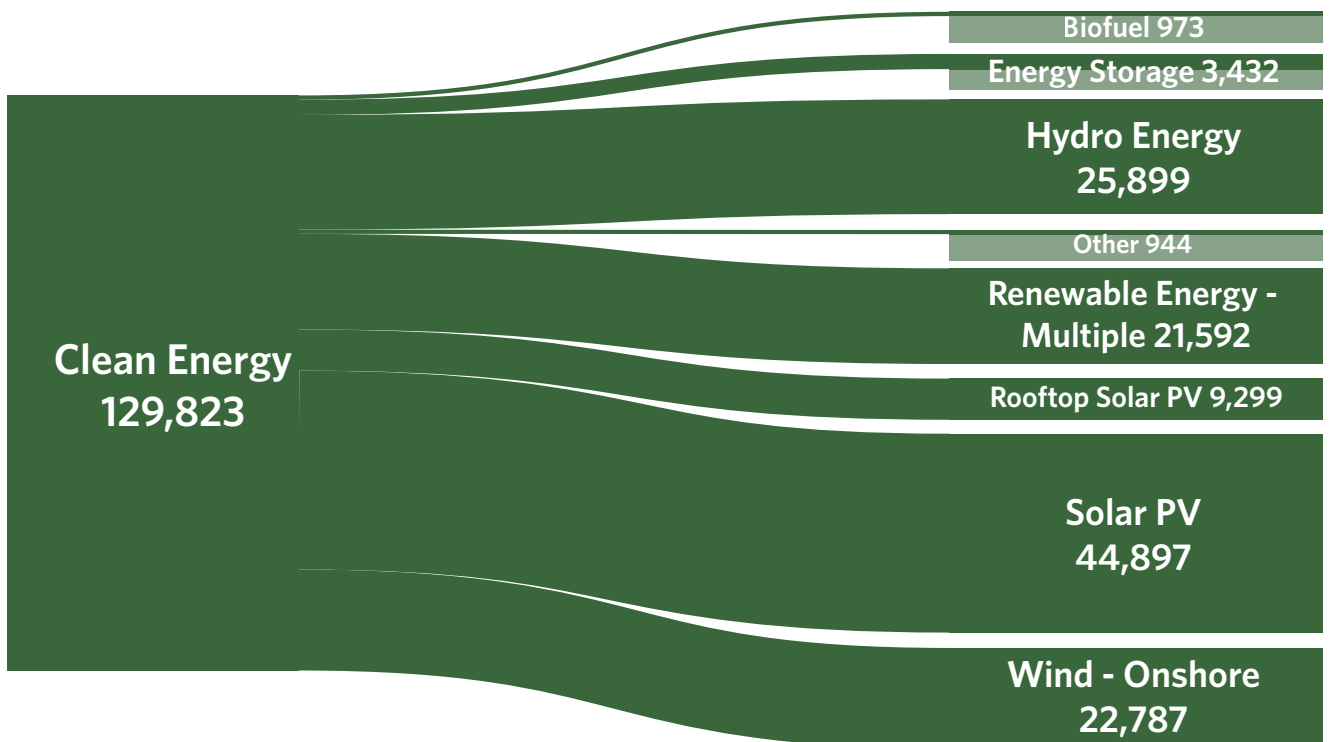 Biofuel 973
Energy Storage 3,432
Hydro Energy
25,899
Other 944
Renewable Energy -
Multiple 21,592
Clean Energy
129,823
Rooftop Solar PV 9,299
Solar PV
44,897
Wind - Onshore
22,787